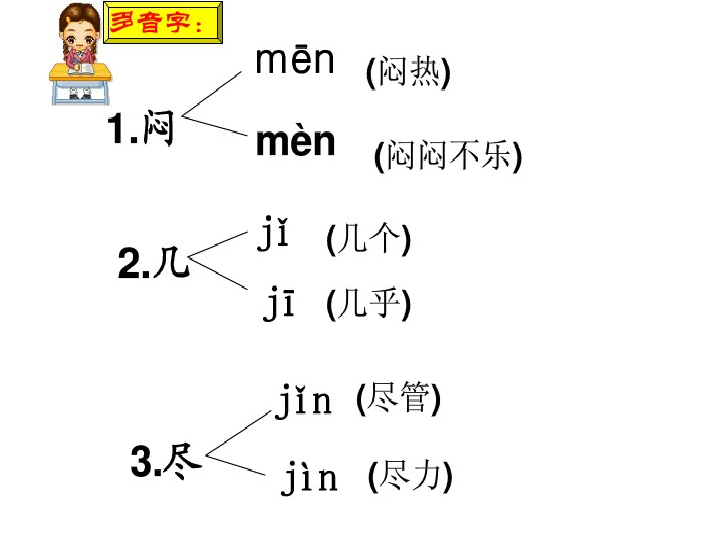 多音字：
mēn (闷热)
1.闷
mèn (闷闷不乐)
jǐ (几个)
2.几
jī (几乎)
jǐn (尽管)
3.尽
jìn (尽力)